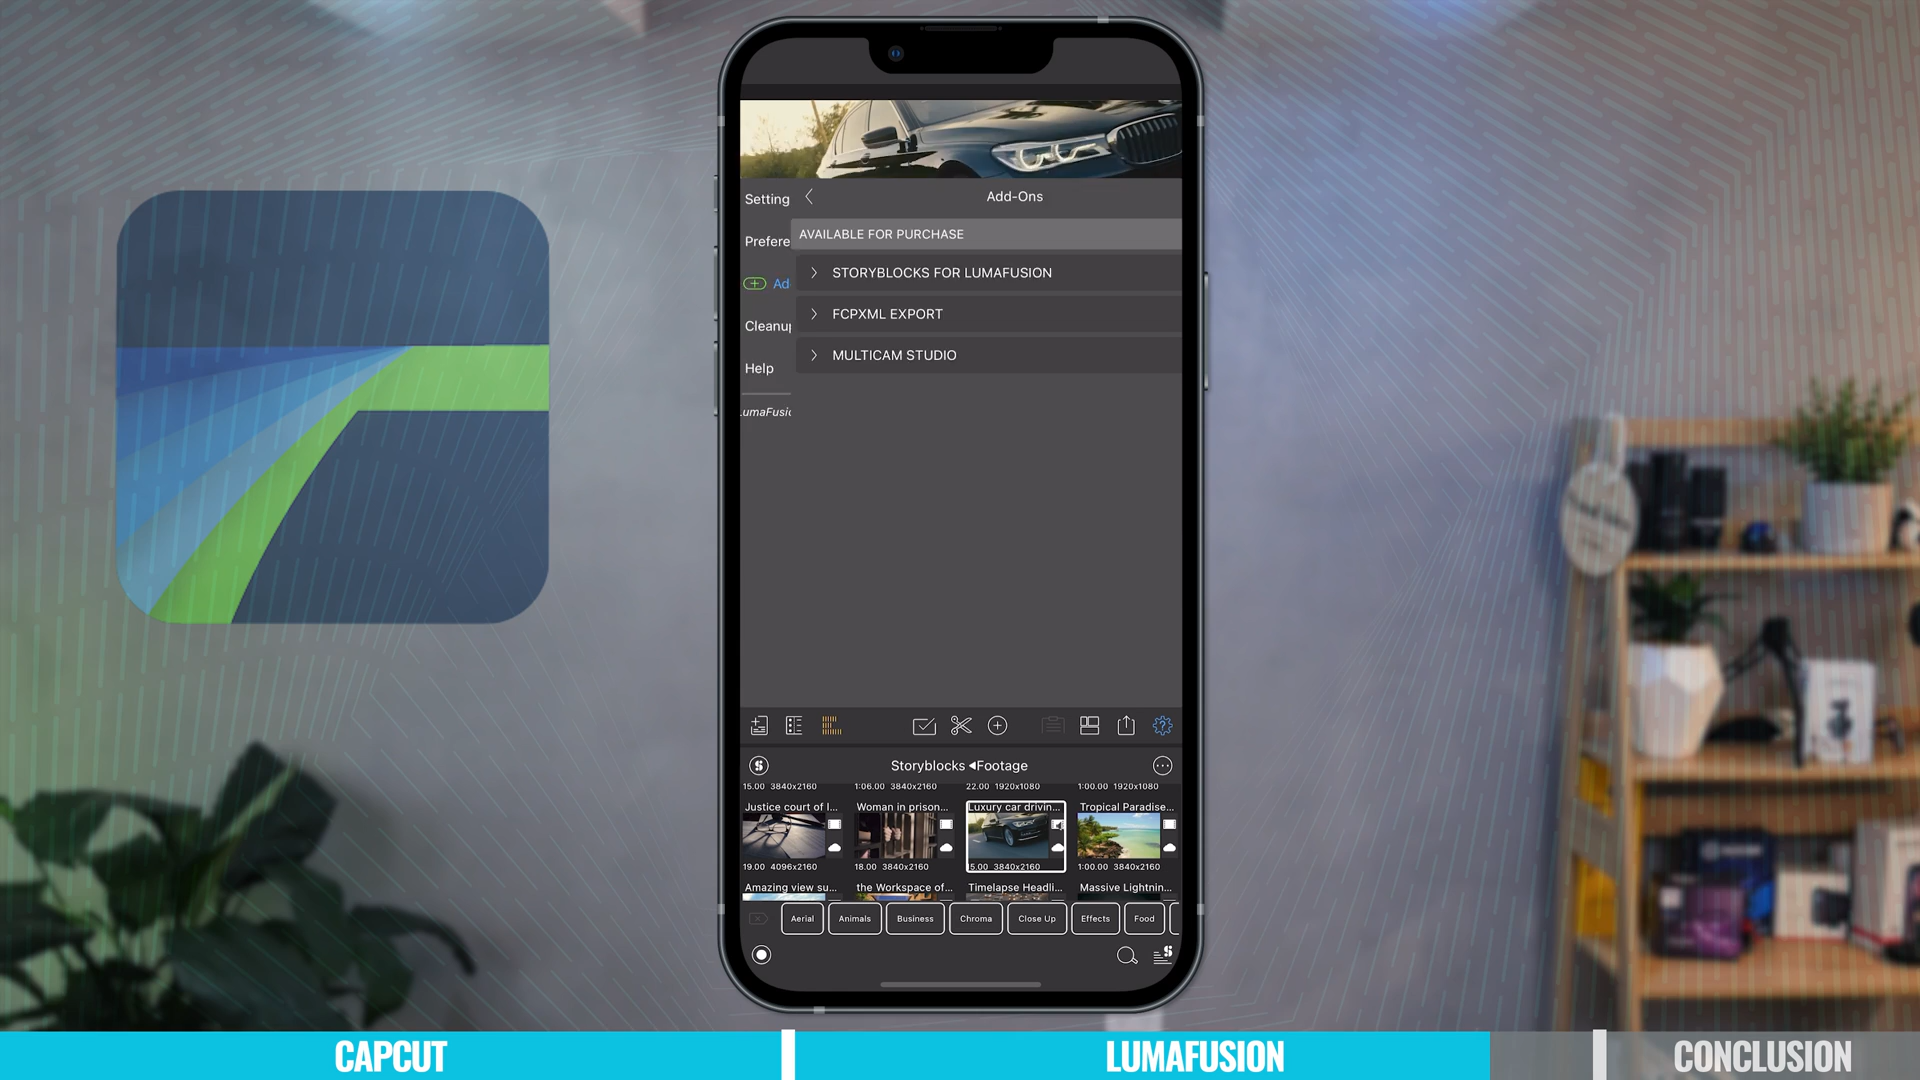 Setting
Add-Ons
Prefere
AVAILABLE FOR PURCHASE
STORYBLOCKS FOR LUMAFUSION
Ad
FCPXML EXPORT
Cleanup
MULTICAM STUDIO
Help
LumaFusio
Storyblocks ◀Footage
15.00 3840x2160
1:06.00 3840x2160
22.00 1920x1080
1:00.00 1920x1080
Justice court of l...
Woman in prison...
Luxury car drivin...
Tropical Paradise...
19.00 4096x2160
18.00 3840x2160
15.00 3840x2160
1:00.00 3840x2160
Amazing view su...
the Workspace of...
Timelapse Headli...
Massive Lightnin...
Aerial
Animals
Business
Chroma
Close Up
Effects
Food
CAPCUT
LUMAFUSION
CONCLUSION